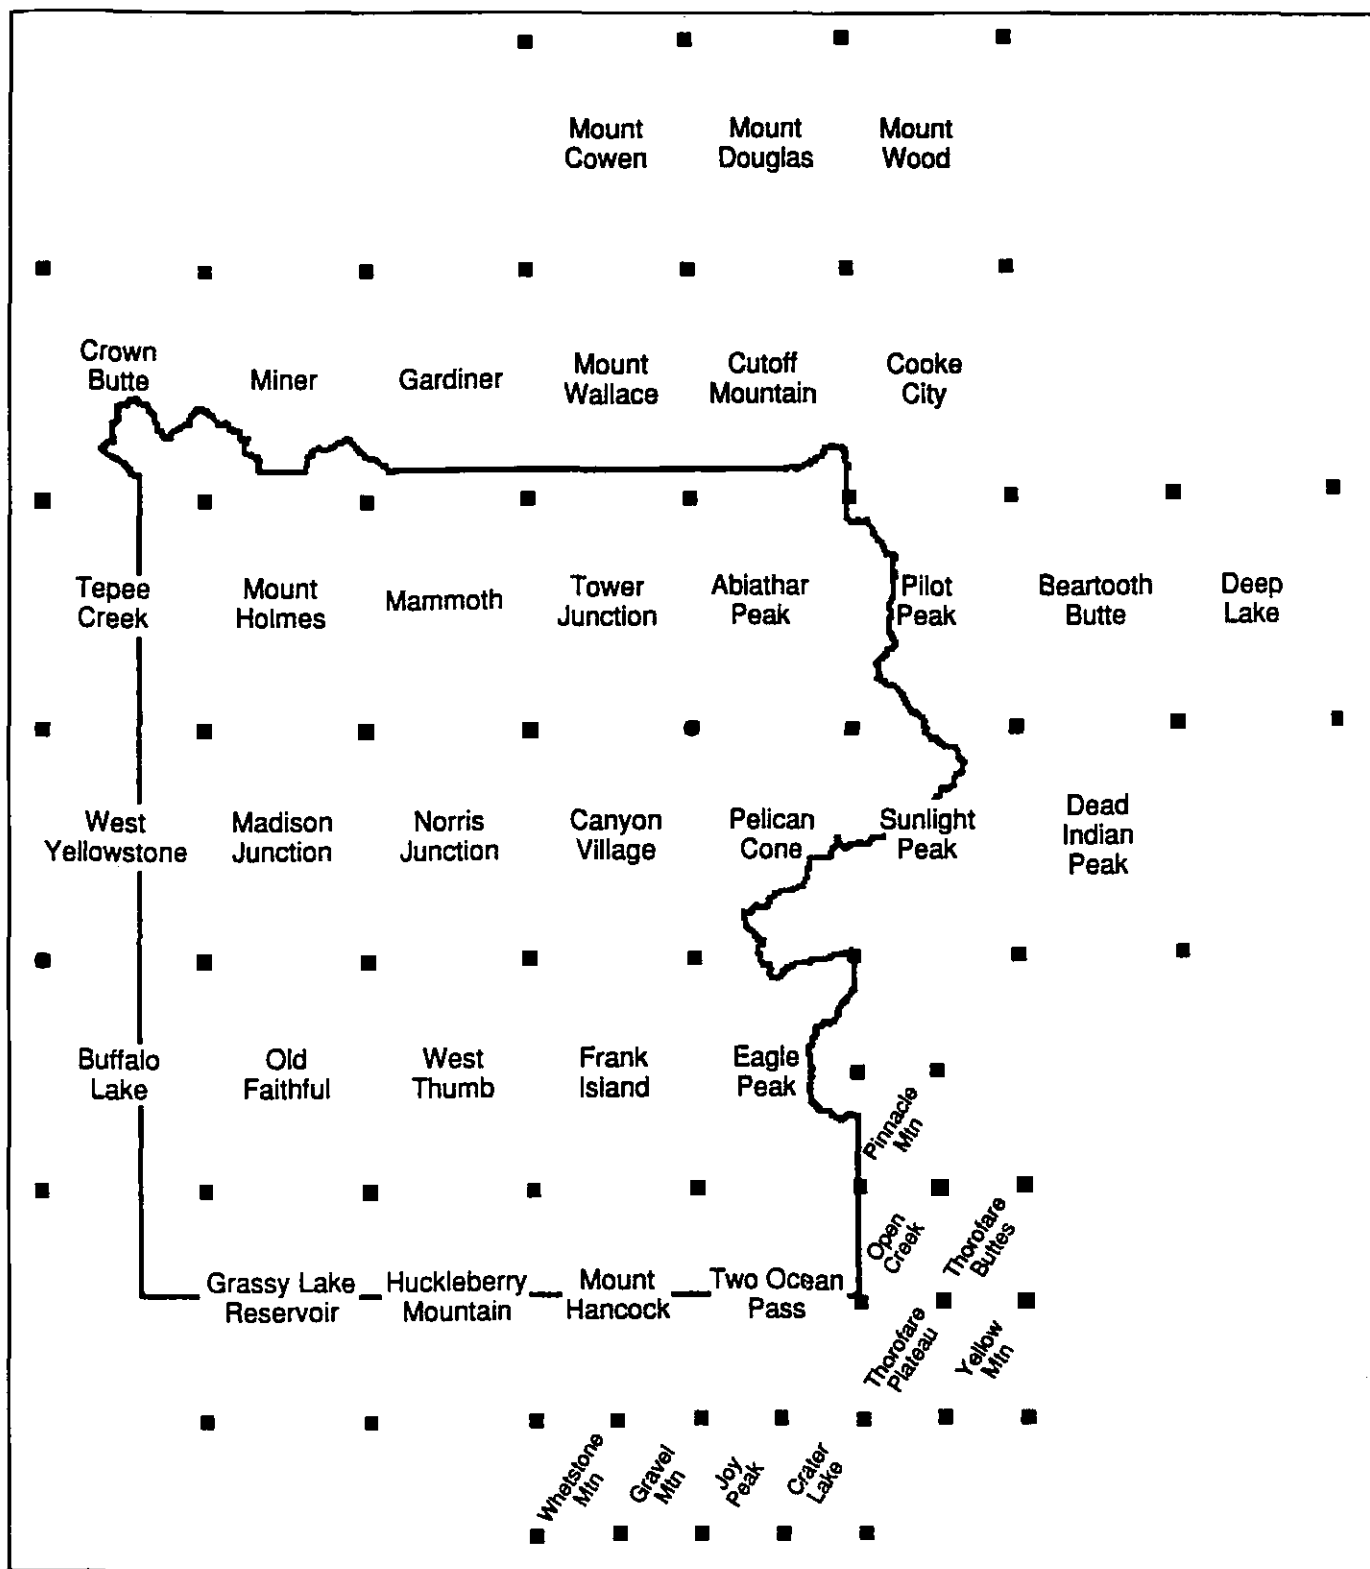 Mount
Cowen
Mount
Douglas
Mount
Wood
Crown
Butte
Miner
Gardiner
Mount
Wallace
Cutoff
Mountain
Cooke
City
Tepee
Creek
Mount
Holmes
Mammoth
Tower
Junction
Abiathar
Peak
Pilot
Peak
Beartooth
Butte
Deep
Lake
West
Yellowstone
Madison
Junction
Norris
Junction
Canyon
Village
Pelican
Cone
Sunlight
Peak
Dead
Indian
Peak
Buffalo
Lake
Old
Faithful
West
Thumb
Frank
Island
Eagle
Peak
Pinnacle
Mtn
Open
Creek
Thorofare
Buttes
Grassy Lake
Reservoir
Huckleberry
Mountain
Mount
Hancock
Two Ocean
Pass
Thorofare
Plateau
Yellow
Mtn
Whetstone
Mtn
Gravel
Mtn
Joy
Peak
Crater
Lake